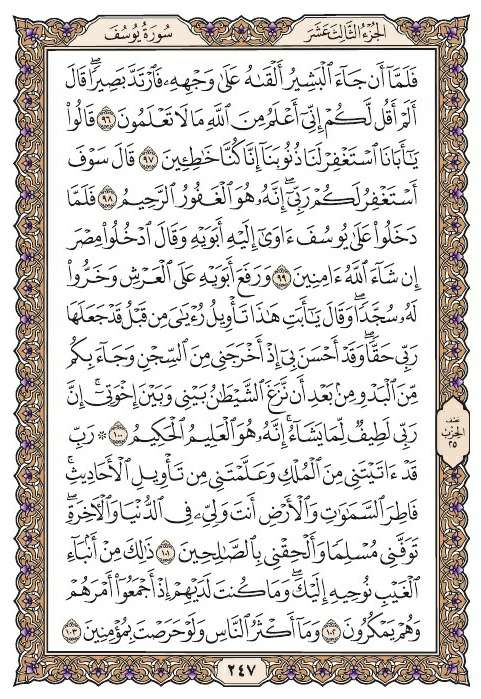 الجزء الثالث عشر
سورة يوسف
فَلَمَّآ أَن جَآءَ ٱلْبَشِيرُ أَلْقَىٰهُ عَلَىٰ وَجْهِهِۦ فَٱرْتَدَّ بَصِيرًا ۖ قَالَ
أَلَمْ أَقُل لَّكُمْ إِنِّىٓ أَعْلَمُ مِنَ ٱللَّهِ مَا لَا تَعْلَمُونَ ٩٦ قَالُوا۟
يَـٰٓأَبَانَا ٱسْتَغْفِرْ لَنَا ذُنُوبَنَآ إِنَّا كُنَّا خَـٰطِـِٔينَ ٩٧ قَالَ سَوْفَ
أَسْتَغْفِرُ لَكُمْ رَبِّىٓ ۖ إِنَّهُۥ هُوَ ٱلْغَفُورُ ٱلرَّحِيمُ ٩٨ فَلَمَّا
دَخَلُوا۟ عَلَىٰ يُوسُفَ ءَاوَىٰٓ إِلَيْهِ أَبَوَيْهِ وَقَالَ ٱدْخُلُوا۟ مِصْرَ
إِن شَآءَ ٱللَّهُ ءَامِنِينَ ٩٩ وَرَفَعَ أَبَوَيْهِ عَلَى ٱلْعَرْشِ وَخَرُّوا۟
لَهُۥ سُجَّدًا ۖ وَقَالَ يَـٰٓأَبَتِ هَـٰذَا تَأْوِيلُ رُءْيَـٰىَ مِن قَبْلُ قَدْ جَعَلَهَا
رَبِّى حَقًّا ۖ وَقَدْ أَحْسَنَ بِىٓ إِذْ أَخْرَجَنِى مِنَ ٱلسِّجْنِ وَجَآءَ بِكُم
مِّنَ ٱلْبَدْوِ مِنۢ بَعْدِ أَن نَّزَغَ ٱلشَّيْطَـٰنُ بَيْنِى وَبَيْنَ إِخْوَتِىٓ ۚ إِنَّ
رَبِّى لَطِيفٌ لِّمَا يَشَآءُ ۚ إِنَّهُۥ هُوَ ٱلْعَلِيمُ ٱلْحَكِيمُ ١٠٠ ۞ رَبِّ
قَدْ ءَاتَيْتَنِى مِنَ ٱلْمُلْكِ وَعَلَّمْتَنِى مِن تَأْوِيلِ ٱلْأَحَادِيثِ ۚ
فَاطِرَ ٱلسَّمَـٰوَٰتِ وَٱلْأَرْضِ أَنتَ وَلِىِّۦ فِى ٱلدُّنْيَا وَٱلْـَٔاخِرَةِ ۖ
تَوَفَّنِى مُسْلِمًا وَأَلْحِقْنِى بِٱلصَّـٰلِحِينَ ١٠١ ذَٰلِكَ مِنْ أَنۢبَآءِ
ٱلْغَيْبِ نُوحِيهِ إِلَيْكَ ۖ وَمَا كُنتَ لَدَيْهِمْ إِذْ أَجْمَعُوٓا۟ أَمْرَهُمْ
وَهُمْ يَمْكُرُونَ ١٠٢ وَمَآ أَكْثَرُ ٱلنَّاسِ وَلَوْ حَرَصْتَ بِمُؤْمِنِينَ ١٠٣
نصف
الحزب
٢٥
٢٤٧